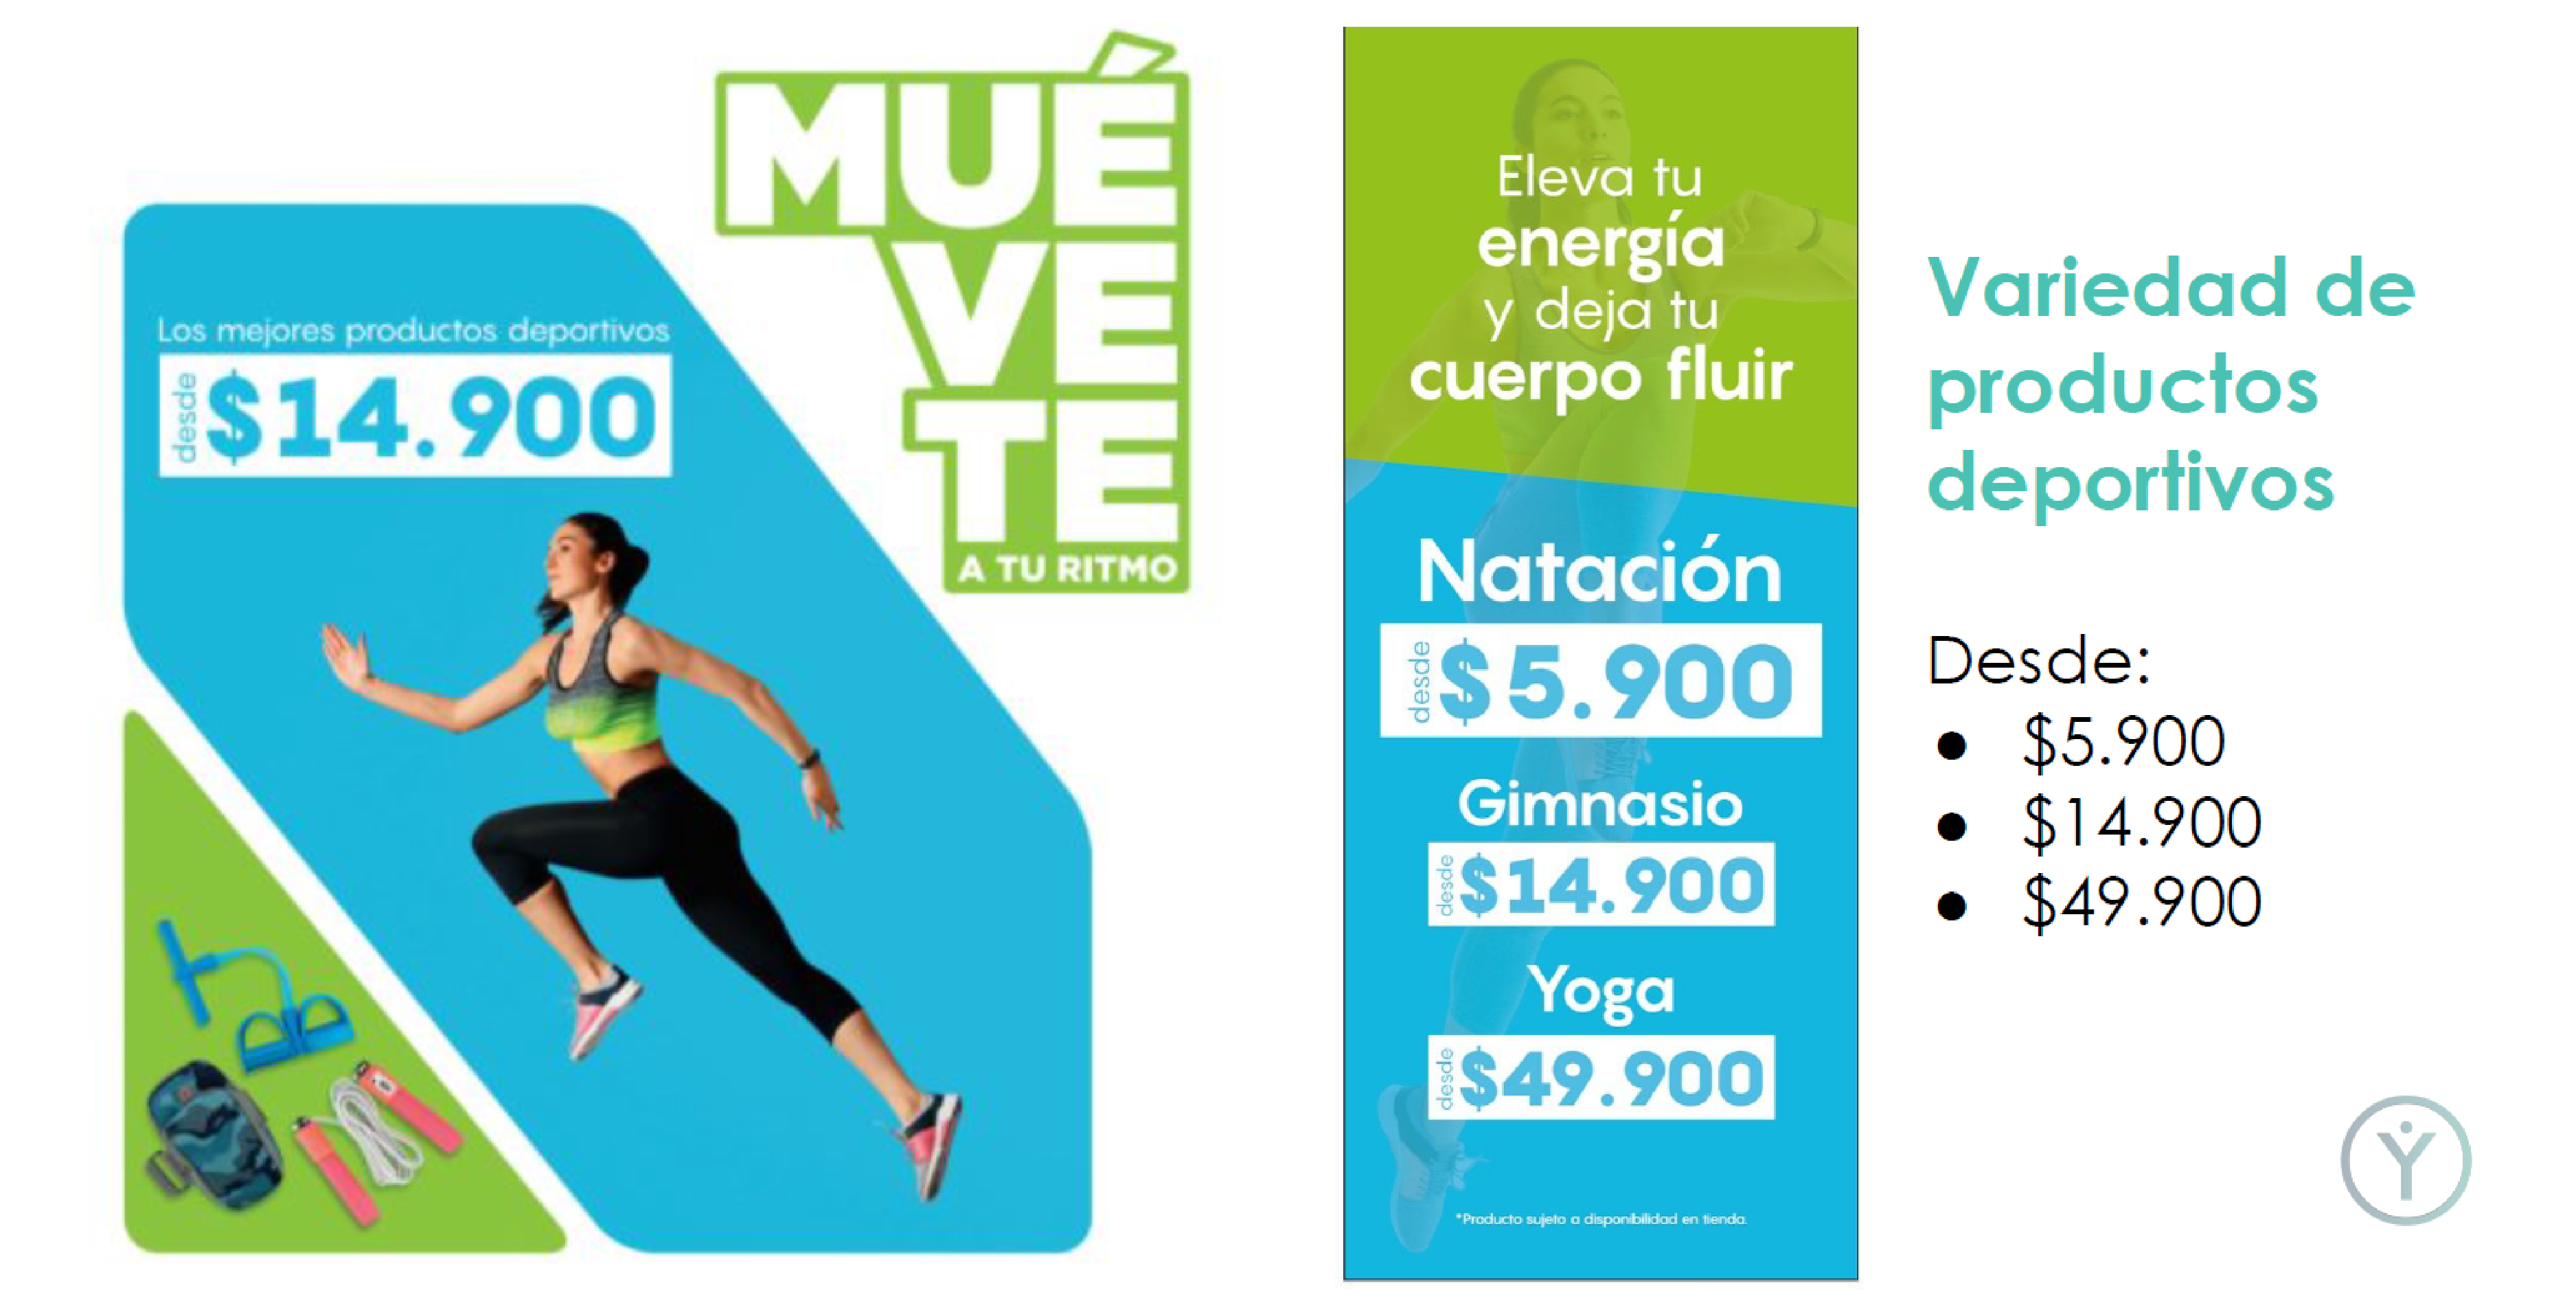 MUÉ
VE
TE
A TU RITMO
Los mejores productos deportivos
desde $14.900
Eleva tu
energía
y deja tu
cuerpo fluir
Natación
desde $5.900
Gimnasio
desde $14.900
Yoga
desde $49.900
*Producto sujeto a disponibilidad en tienda.
Variedad de
productos
deportivos
Desde:
● $5.900
● $14.900
● $49.900